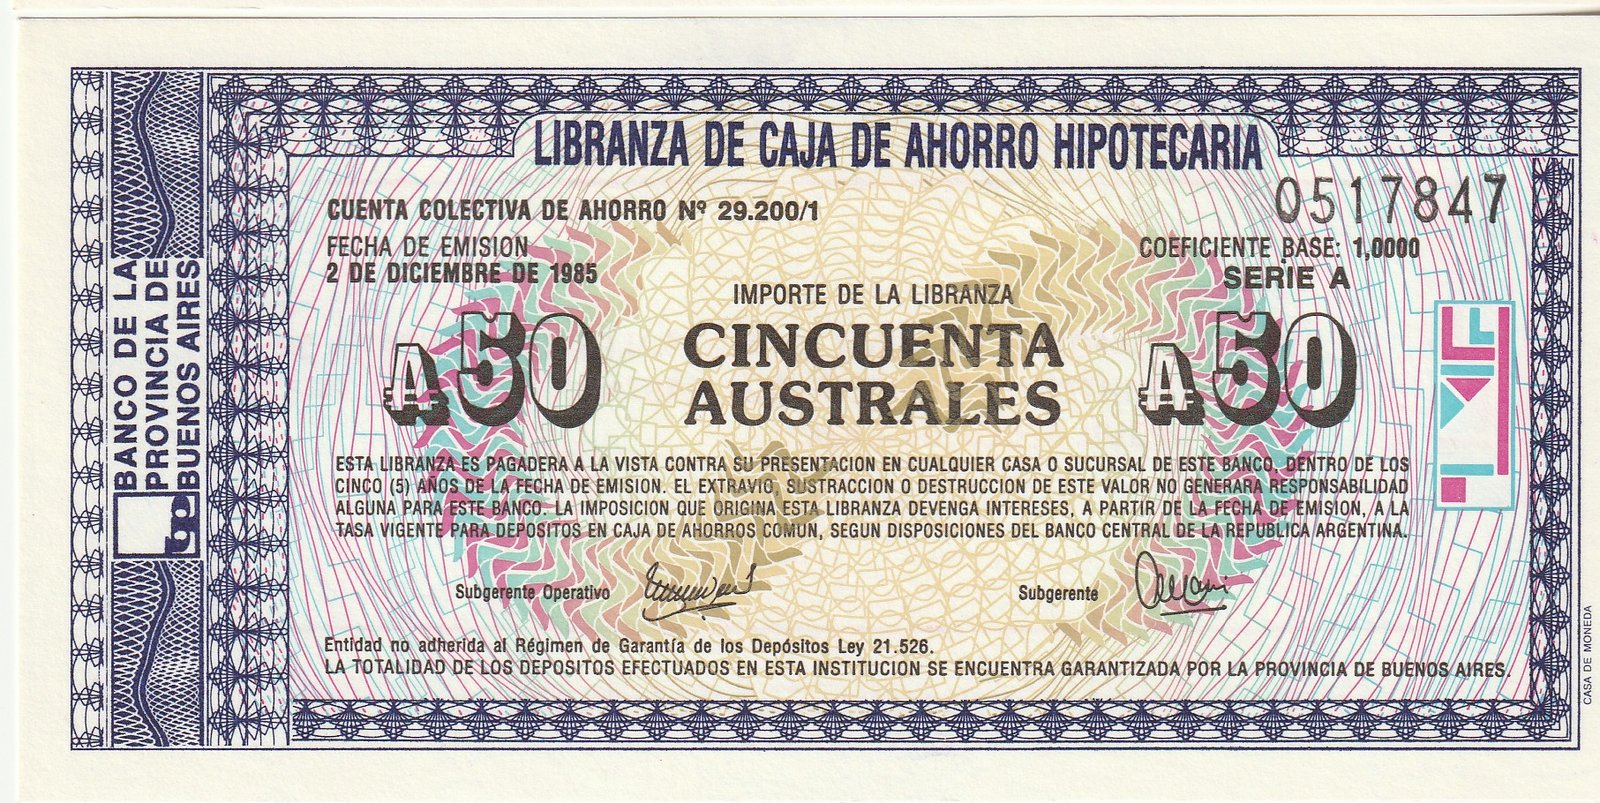 LIBRANZA DE CAJA DE AHORRO HIPOTECARIA
0517847
CUENTA COLECTIVA DE AHORRO Nº 29.200/1
FECHA DE EMISION
2 DE DICIEMBRE DE 1985
COEFICIENTE BASE: 1,0000
SERIE A
IMPORTE DE LA LIBRANZA
₳50
CINCUENTA
AUSTRALES
₳50
ESTA LIBRANZA ES PAGADERA A LA VISTA CONTRA SU PRESENTACION EN CUALQUIER CASA O SUCURSAL DE ESTE BANCO, DENTRO DE LOS
CINCO (5) AÑOS DE LA FECHA DE EMISION. EL EXTRAVIO, SUSTRACCION O DESTRUCCION DE ESTE VALOR NO GENERARA RESPONSABILIDAD
ALGUNA PARA ESTE BANCO. LA IMPOSICION QUE ORIGINA ESTA LIBRANZA DEVENGA INTERESES, A PARTIR DE LA FECHA DE EMISION, A LA
TASA VIGENTE PARA DEPOSITOS EN CAJA DE AHORROS COMUN, SEGUN DISPOSICIONES DEL BANCO CENTRAL DE LA REPUBLICA ARGENTINA.
Subgerente Operativo
Subgerente
Entidad no adherida al Régimen de Garantía de los Depósitos Ley 21.526.
LA TOTALIDAD DE LOS DEPOSITOS EFECTUADOS EN ESTA INSTITUCION SE ENCUENTRA GARANTIZADA POR LA PROVINCIA DE BUENOS AIRES.
BANCO DE LA
PROVINCIA DE
BUENOS AIRES
bp
CASA DE MONEDA